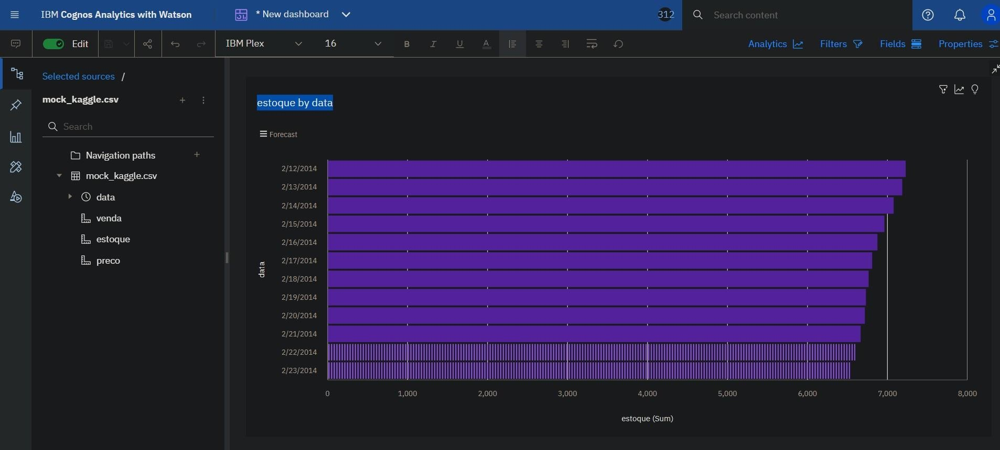 IBM Cognos Analytics with Watson
* New dashboard
312
Search content
Edit
IBM Plex
16
B
I
U
A
Analytics
Filters
Fields
Properties
Selected sources /
mock_kaggle.csv
Search
Navigation paths
mock_kaggle.csv
data
venda
estoque
preco
estoque by data
Forecast
data
2/12/2014
2/13/2014
2/14/2014
2/15/2014
2/16/2014
2/17/2014
2/18/2014
2/19/2014
2/20/2014
2/21/2014
2/22/2014
2/23/2014
0 1,000 2,000 3,000 4,000 5,000 6,000 7,000 8,000
estoque (Sum)